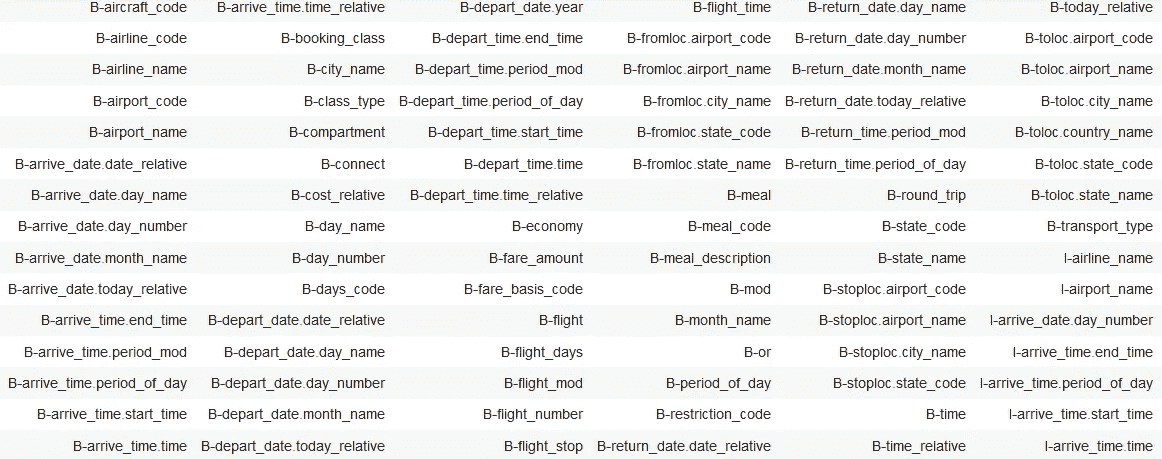 B-aircraft_code B-arrive_time.time_relative B-depart_date.year B-flight_time B-return_date.day_name B-today_relative
B-airline_code B-booking_class B-depart_time.end_time B-fromloc.airport_code B-return_date.day_number B-toloc.airport_code
B-airline_name B-city_name B-depart_time.period_mod B-fromloc.airport_name B-return_date.month_name B-toloc.airport_name
B-airport_code B-class_type B-depart_time.period_of_day B-fromloc.city_name B-return_date.today_relative B-toloc.city_name
B-airport_name B-compartment B-depart_time.start_time B-fromloc.state_code B-return_time.period_mod B-toloc.country_name
B-arrive_date.date_relative B-connect B-depart_time.time B-fromloc.state_name B-return_time.period_of_day B-toloc.state_code
B-arrive_date.day_name B-cost_relative B-depart_time.time_relative B-meal B-round_trip B-toloc.state_name
B-arrive_date.day_number B-day_name B-economy B-meal_code B-state_code B-transport_type
B-arrive_date.month_name B-day_number B-fare_amount B-meal_description B-state_name I-airline_name
B-arrive_date.today_relative B-days_code B-fare_basis_code B-mod B-stoploc.airport_code I-airport_name
B-arrive_time.end_time B-depart_date.date_relative B-flight B-month_name B-stoploc.airport_name I-arrive_date.day_number
B-arrive_time.period_mod B-depart_date.day_name B-flight_days B-or B-stoploc.city_name I-arrive_time.end_time
B-arrive_time.period_of_day B-depart_date.day_number B-flight_mod B-period_of_day B-stoploc.state_code I-arrive_time.period_of_day
B-arrive_time.start_time B-depart_date.month_name B-flight_number B-restriction_code B-time I-arrive_time.start_time
B-arrive_time.time B-depart_date.today_relative B-flight_stop B-return_date.date_relative B-time_relative I-arrive_time.time